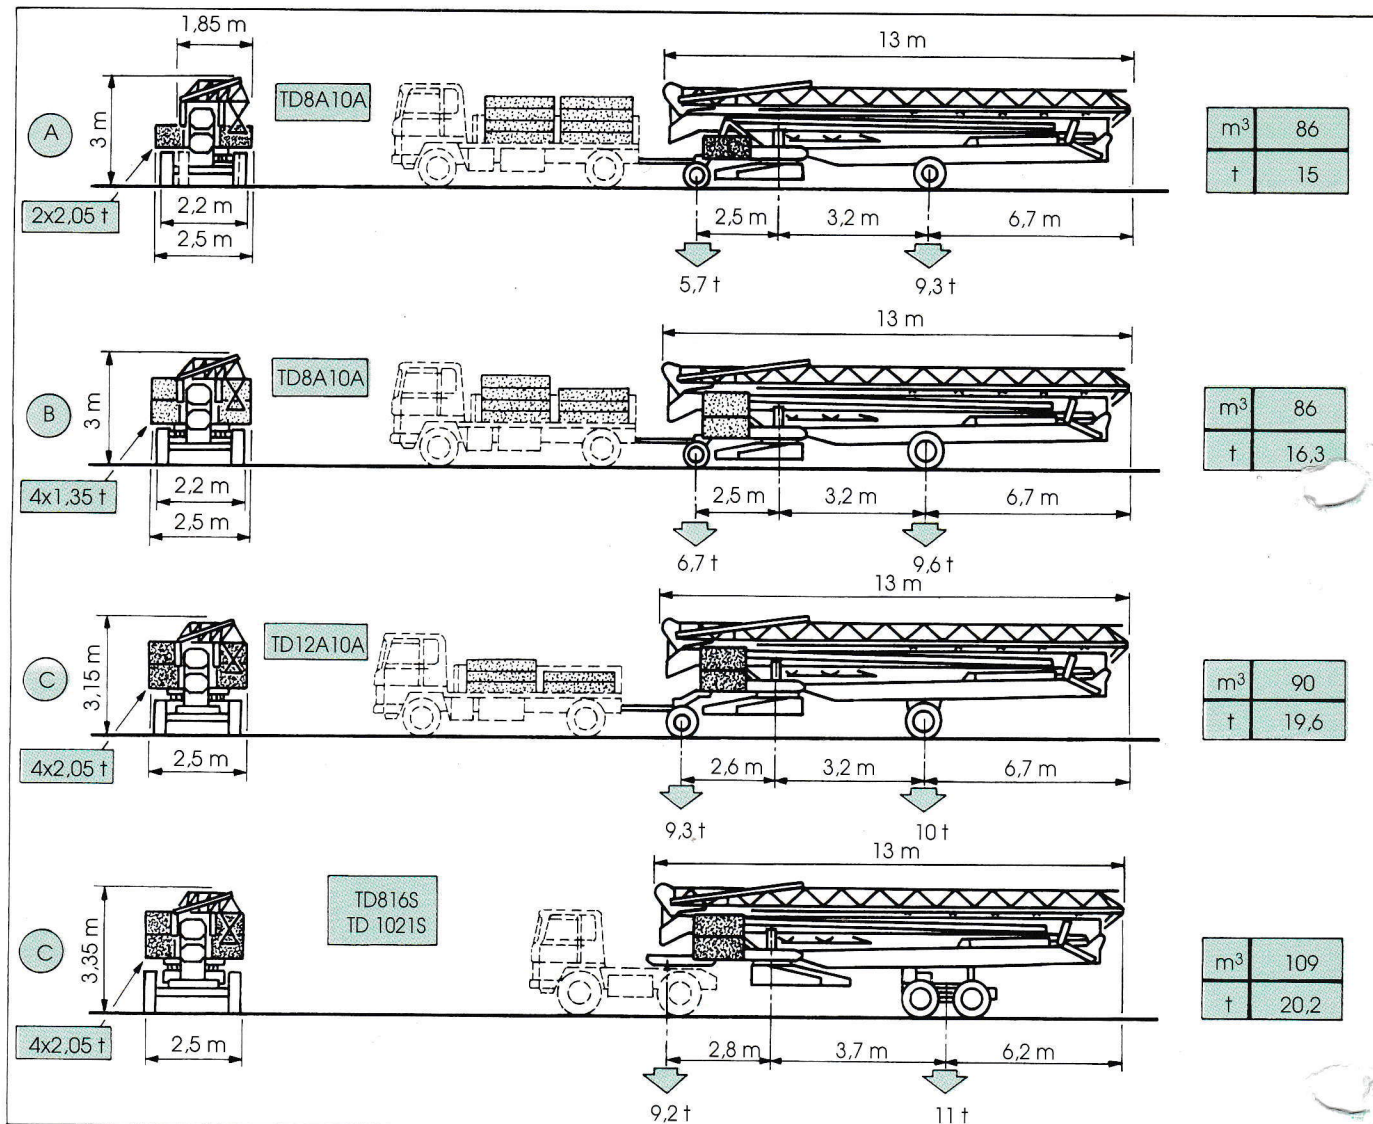 1,85 m
13 m
TD8A10A
A
3 m
m³ 86
t 15
2x2,05 t
2,2 m
2,5 m
2,5 m
3,2 m
6,7 m
5,7 t
9,3 t
13 m
TD8A10A
B
3 m
m³ 86
t 16,3
4x1,35 t
2,2 m
2,5 m
2,5 m
3,2 m
6,7 m
6,7 t
9,6 t
13 m
TD12A10A
C
3,15 m
m³ 90
t 19,6
4x2,05 t
2,5 m
2,6 m
3,2 m
6,7 m
9,3 t
10 t
13 m
TD816S
TD 1021S
C
3,35 m
m³ 109
t 20,2
4x2,05 t
2,5 m
2,8 m
3,7 m
6,2 m
9,2 t
11 t